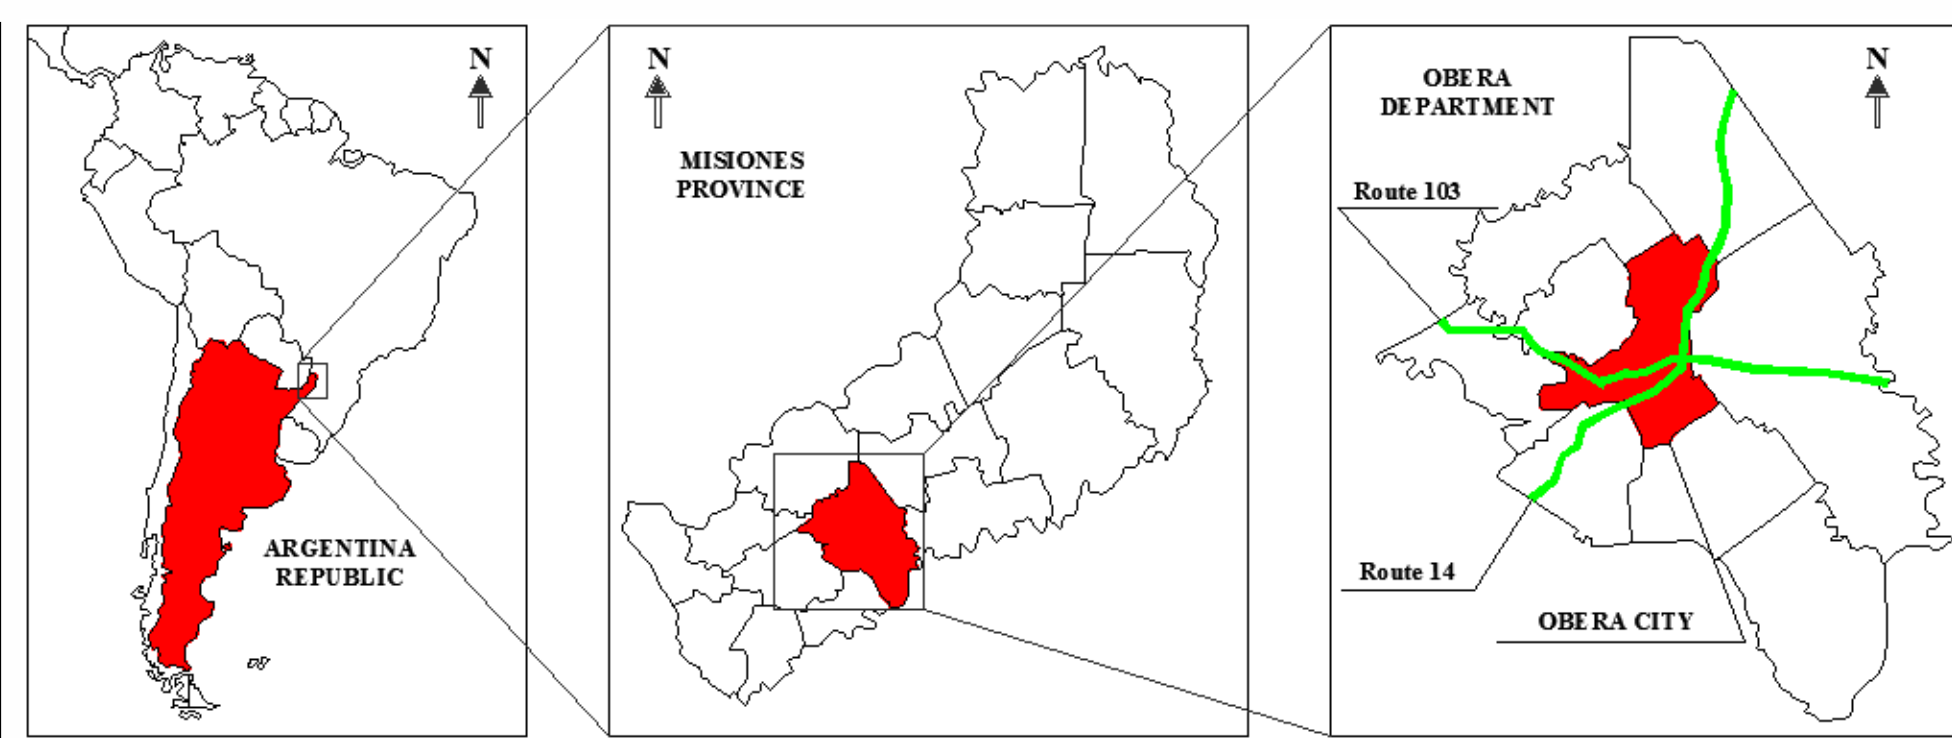 N
ARGENTINA
REPUBLIC
N
MISIONES
PROVINCE
OBERA
DEPARTMENT
N
Route 103
Route 14
OBERA CITY